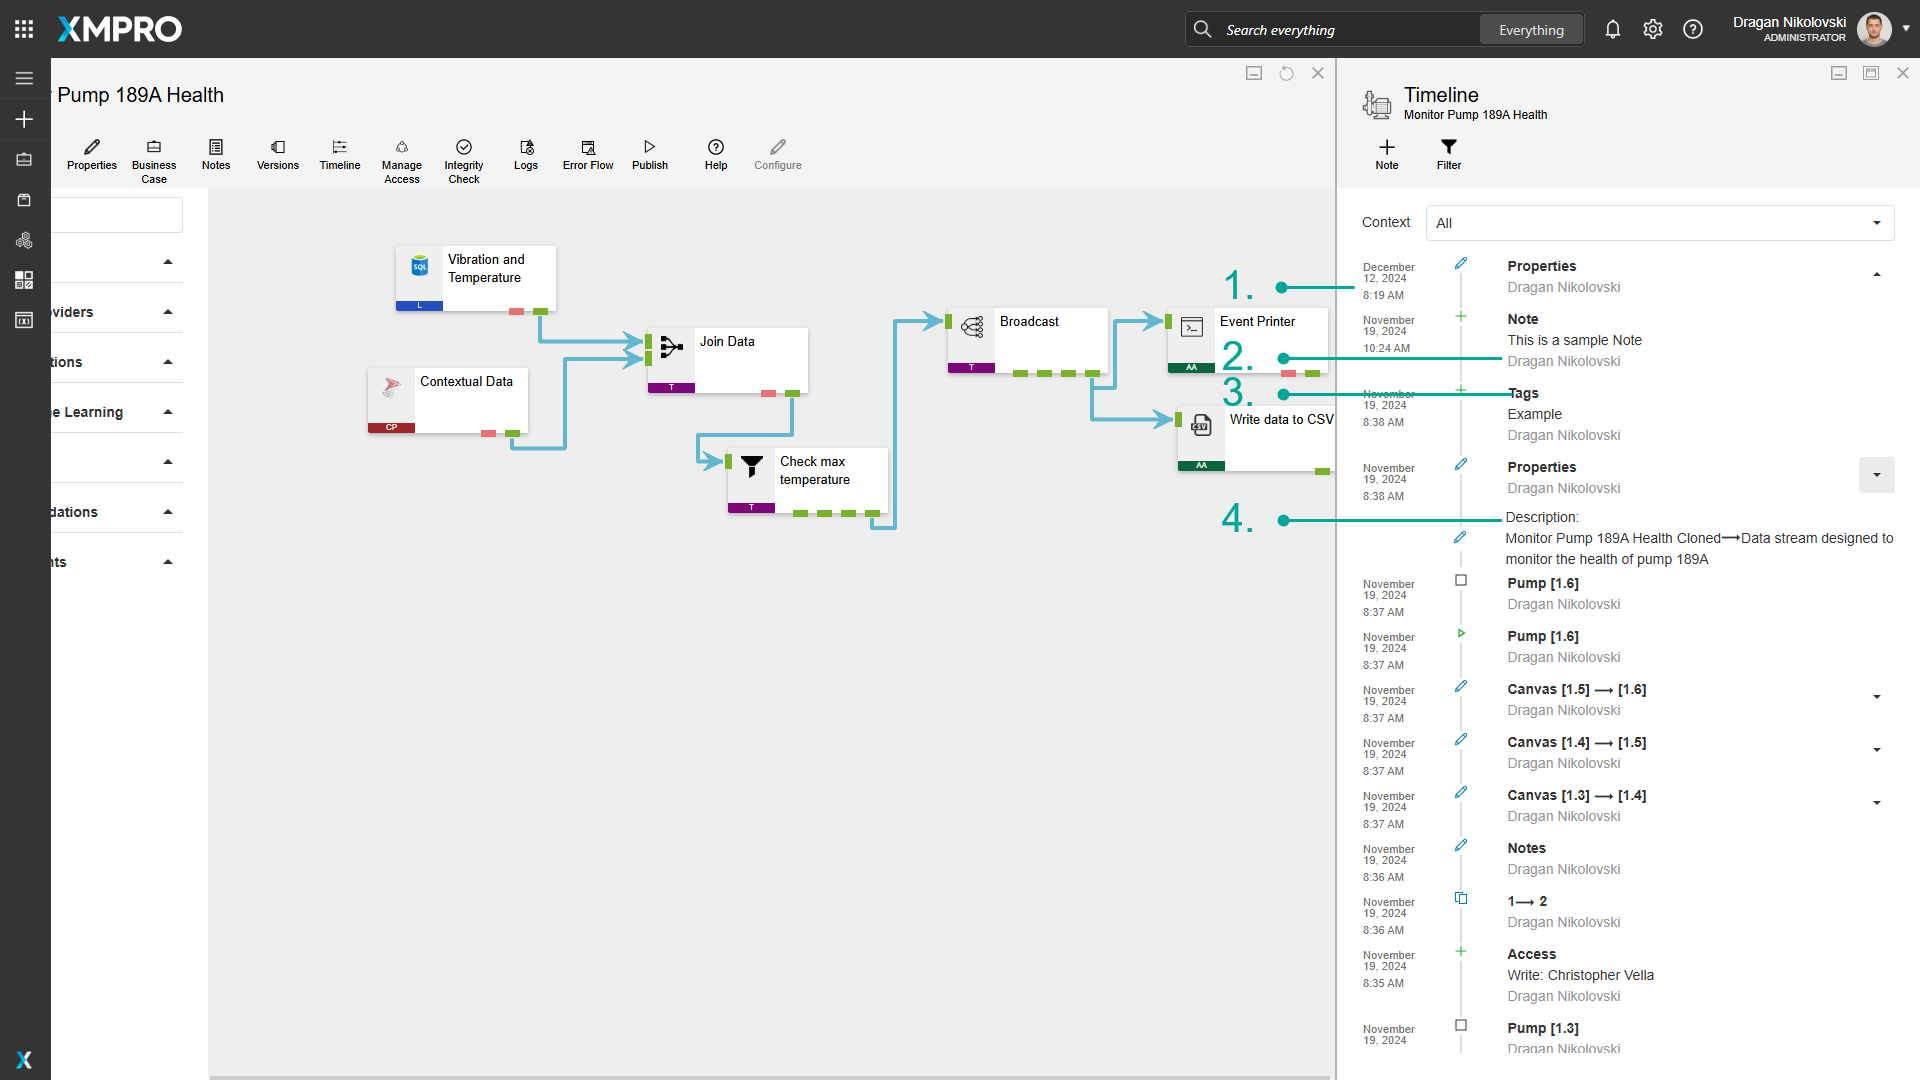 XMPRO
Search everything
Everything
Dragan Nikolovski
ADMINISTRATOR
Pump 189A Health
Properties
Business Case
Notes
Versions
Timeline
Manage Access
Integrity Check
Logs
Error Flow
Publish
Help
Configure
oviders
tions
e Learning
dations
nts
SQL
Vibration and
Temperature
L
Contextual Data
CP
Join Data
T
Check max
temperature
T
Broadcast
T
Event Printer
AA
CSV
Write data to CSV
AA
1.
2.
3.
4.
Timeline
Monitor Pump 189A Health
Note
Filter
Context
All
December
12, 2024
8:19 AM
Properties
Dragan Nikolovski
November
19, 2024
10:24 AM
Note
This is a sample Note
Dragan Nikolovski
November
19, 2024
8:38 AM
Tags
Example
Dragan Nikolovski
November
19, 2024
8:38 AM
Properties
Dragan Nikolovski
Description:
Monitor Pump 189A Health Cloned⟶Data stream designed to
monitor the health of pump 189A
November
19, 2024
8:37 AM
Pump [1.6]
Dragan Nikolovski
November
19, 2024
8:37 AM
Pump [1.6]
Dragan Nikolovski
November
19, 2024
8:37 AM
Canvas [1.5] ⟶ [1.6]
Dragan Nikolovski
November
19, 2024
8:37 AM
Canvas [1.4] ⟶ [1.5]
Dragan Nikolovski
November
19, 2024
8:37 AM
Canvas [1.3] ⟶ [1.4]
Dragan Nikolovski
November
19, 2024
8:36 AM
Notes
Dragan Nikolovski
November
19, 2024
8:36 AM
1⟶ 2
Dragan Nikolovski
November
19, 2024
8:35 AM
Access
Write: Christopher Vella
Dragan Nikolovski
November
19, 2024
Pump [1.3]
Dragan Nikolovski